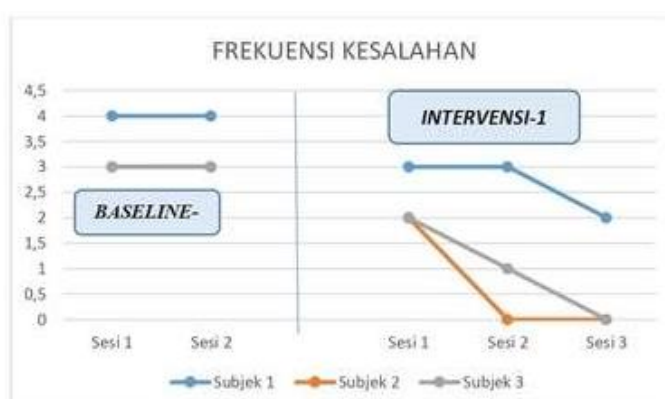 FREKUENSI KESALAHAN
4,5
4
3,5
3
2,5
2
1,5
1
0,5
0
BASELINE-
INTERVENSI-1
Sesi 1 Sesi 2 Sesi 1 Sesi 2 Sesi 3
Subjek 1 Subjek 2 Subjek 3